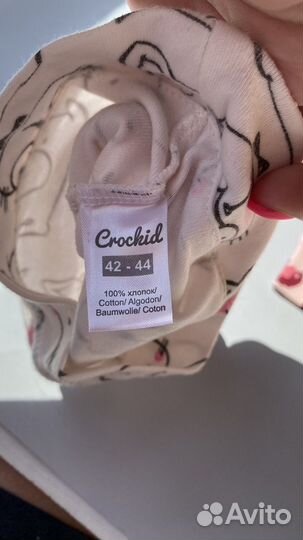 Crockid
42 - 44
100% хлопок/
Cotton/ Algodon/
Baumwolle/ Coton
Avito